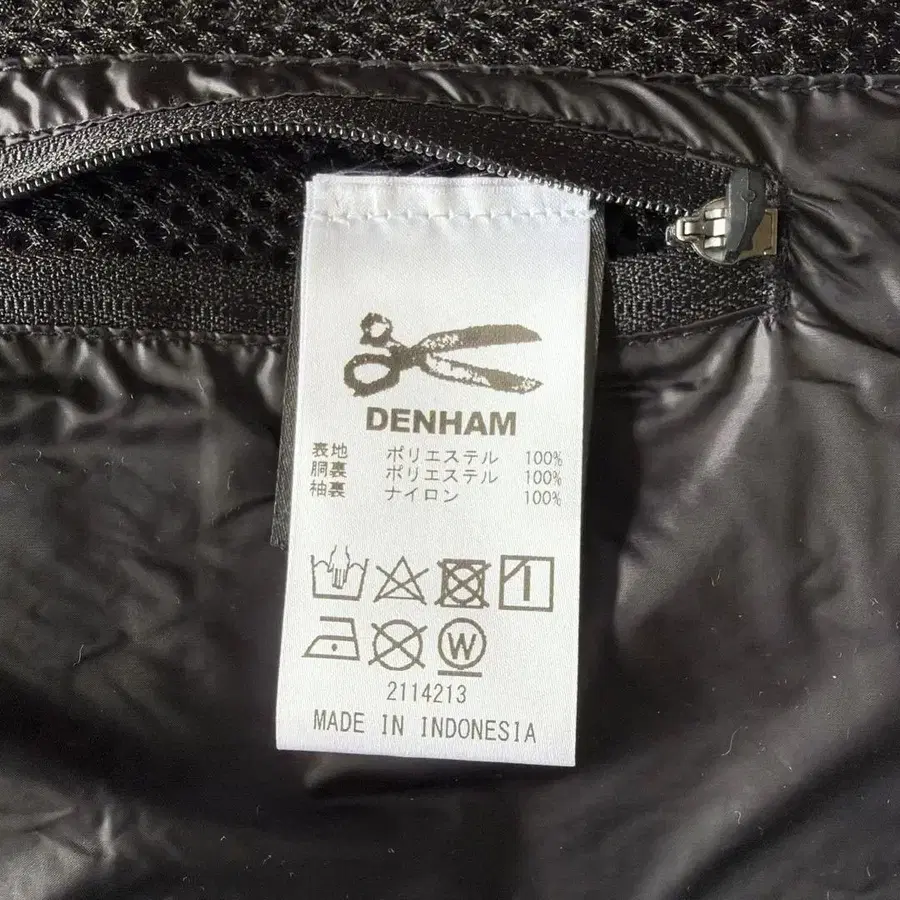 DENHAM
表地 ポリエステル 100%
胴裏 ポリエステル 100%
袖裏 ナイロン 100%
W
2114213
MADE IN INDONESIA